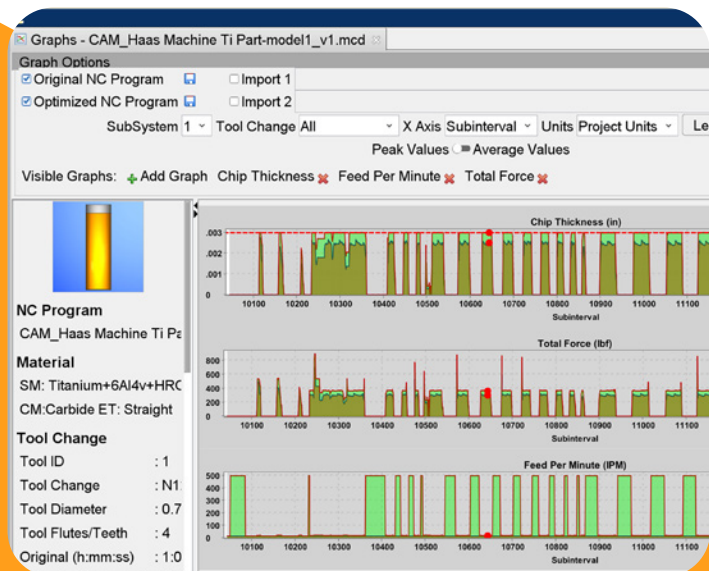 Graphs - CAM_Haas Machine Ti Part-model1_v1.mcd
Graph Options
Original NC Program Import 1
Optimized NC Program Import 2
SubSystem 1 Tool Change All X Axis Subinterval Units Project Units Le
Peak Values Average Values
Visible Graphs: Add Graph Chip Thickness Feed Per Minute Total Force
NC Program
CAM_Haas Machine Ti Pa
Material
SM: Titanium+6Al4v+HRC
CM:Carbide ET: Straight
Tool Change
Tool ID : 1
Tool Change : N1
Tool Diameter : 0.7
Tool Flutes/Teeth : 4
Original (h:mm:ss) : 1:0
Chip Thickness (in)
.003
.002
.001
0
10100 10200 10300 10400 10500 10600 10700 10800 10900 11000 11100
Subinterval
Total Force (lbf)
800
600
400
200
0
10100 10200 10300 10400 10500 10600 10700 10800 10900 11000 11100
Subinterval
Feed Per Minute (IPM)
500
400
300
200
100
0
10100 10200 10300 10400 10500 10600 10700 10800 10900 11000 11100
Subinterval